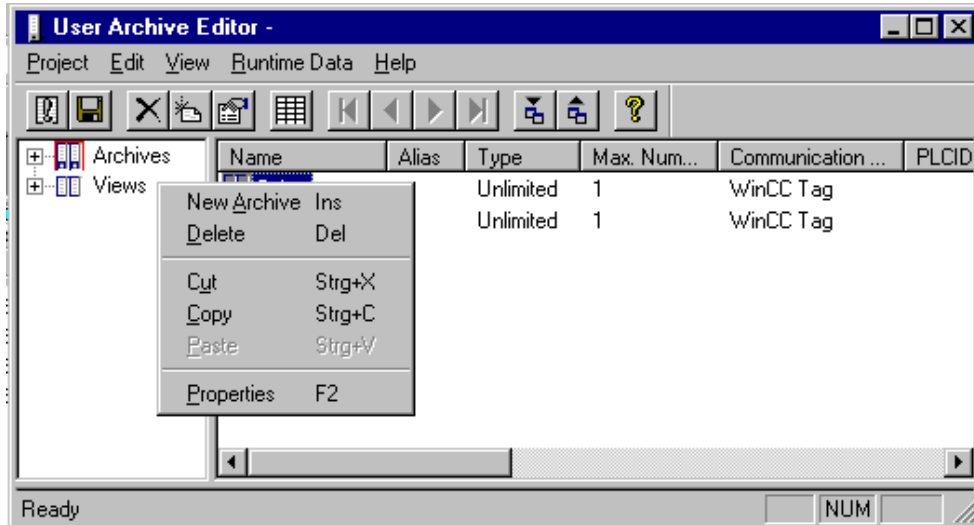 User Archive Editor -
Project Edit View Runtime Data Help
Archives
Views
Name Alias Type Max. Num... Communication ... PLCID
Unlimited 1 WinCC Tag
Unlimited 1 WinCC Tag
New Archive Ins
Delete Del
Cut Strg+X
Copy Strg+C
Paste Strg+V
Properties F2
Ready NUM